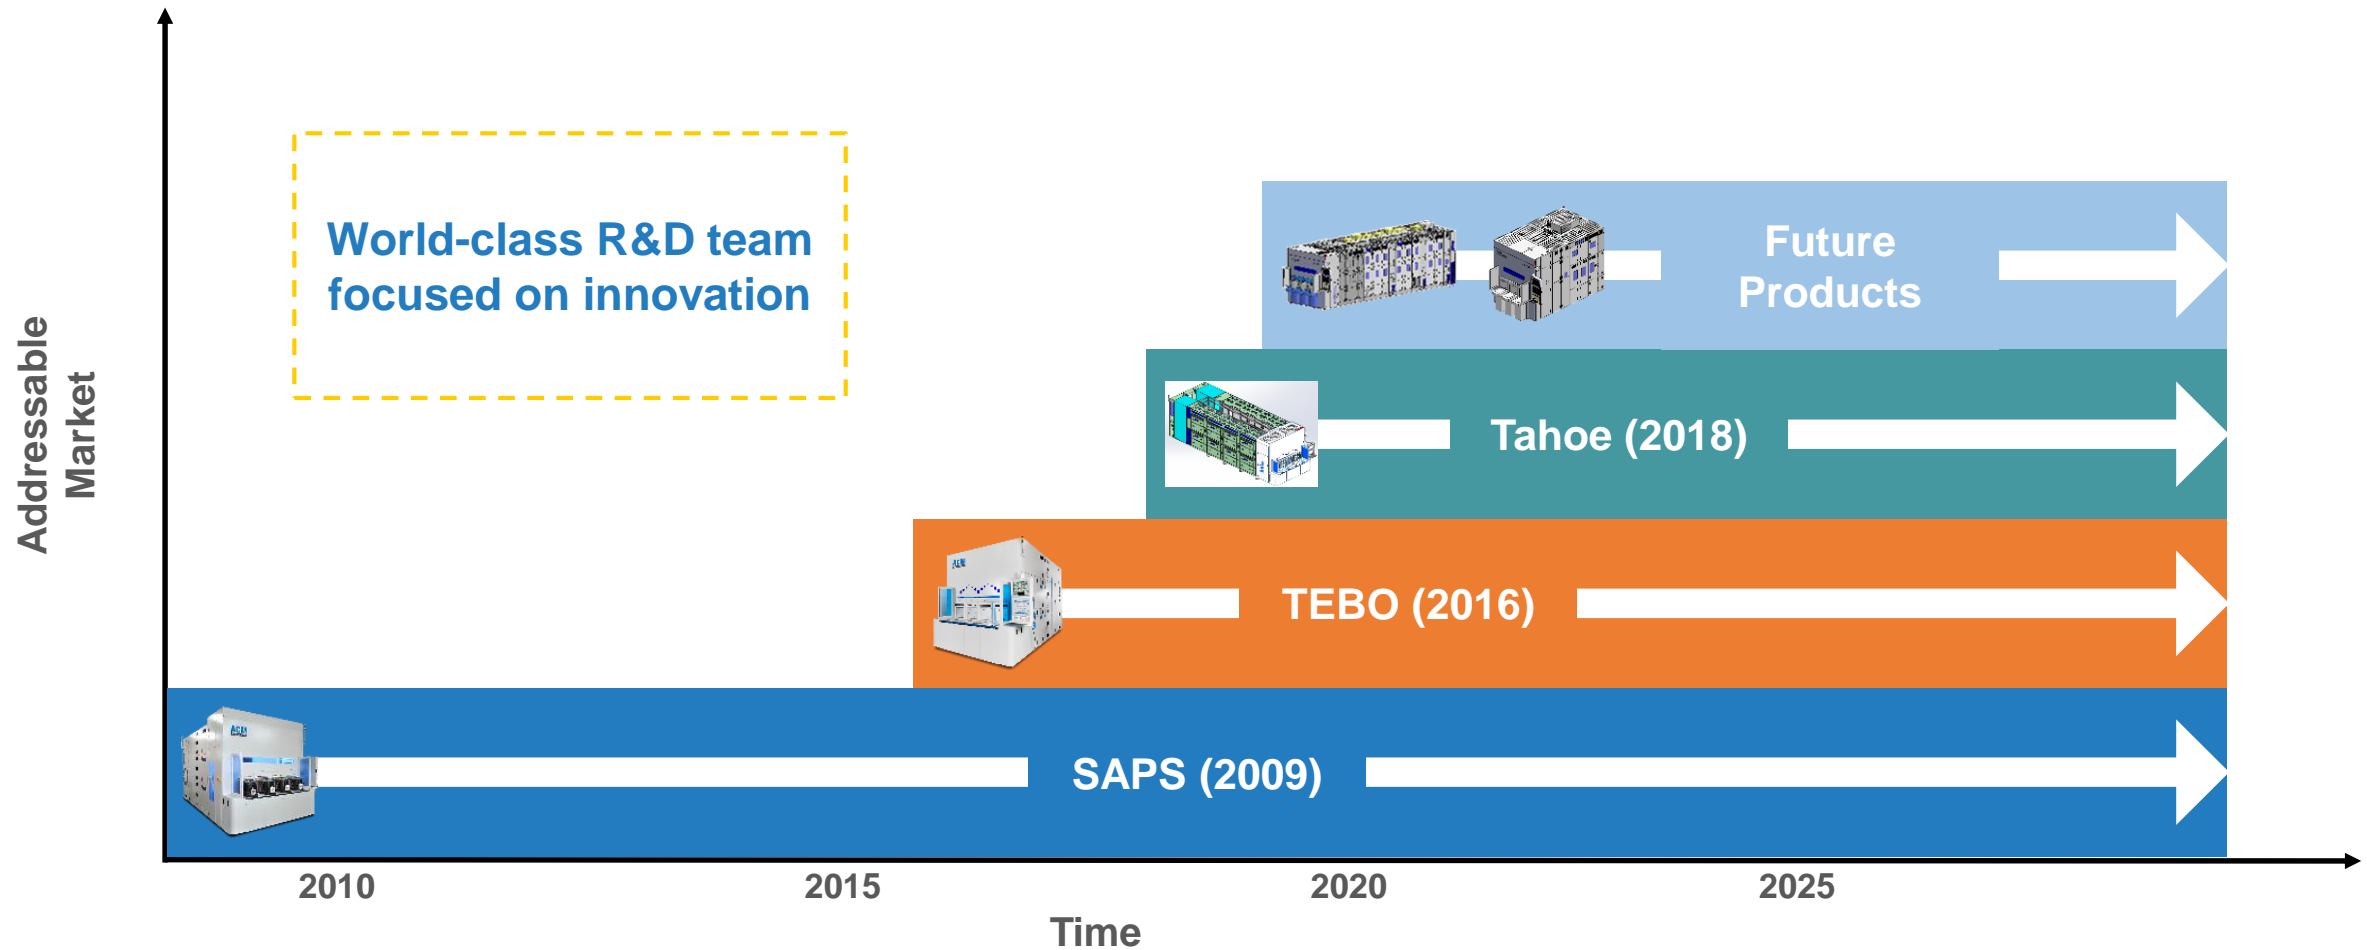 World-class R&D team
focused on innovation
Future
Products
Tahoe (2018)
TEBO (2016)
SAPS (2009)
Addressable
Market
2010
2015
2020
2025
Time